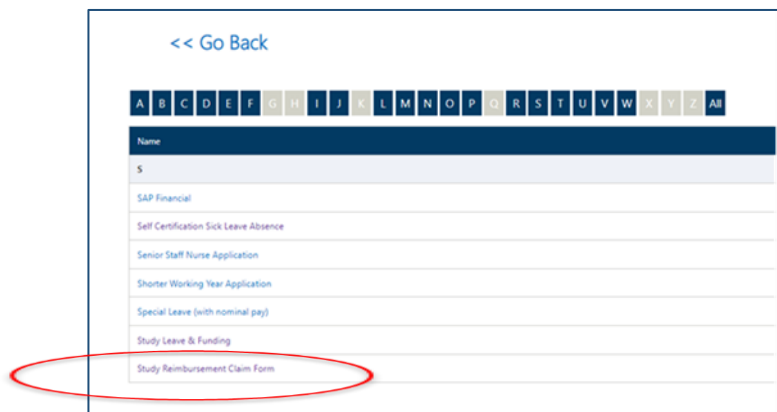 << Go Back
A B C D E F G H I J K L M N O P Q R S T U V W X Y Z All
Name
S
SAP Financial
Self Certification Sick Leave Absence
Senior Staff Nurse Application
Shorter Working Year Application
Special Leave (with nominal pay)
Study Leave & Funding
Study Reimbursement Claim Form